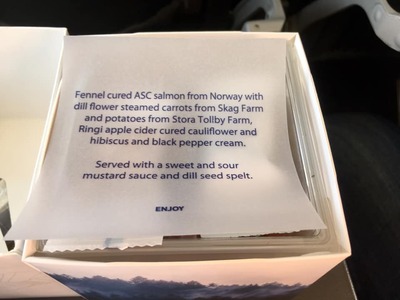 Fennel cured ASC salmon from Norway with
dill flower steamed carrots from Skag Farm
and potatoes from Stora Tollby Farm,
Ringi apple cider cured cauliflower and
hibiscus and black pepper cream.
Served with a sweet and sour
mustard sauce and dill seed spelt.
ENJOY